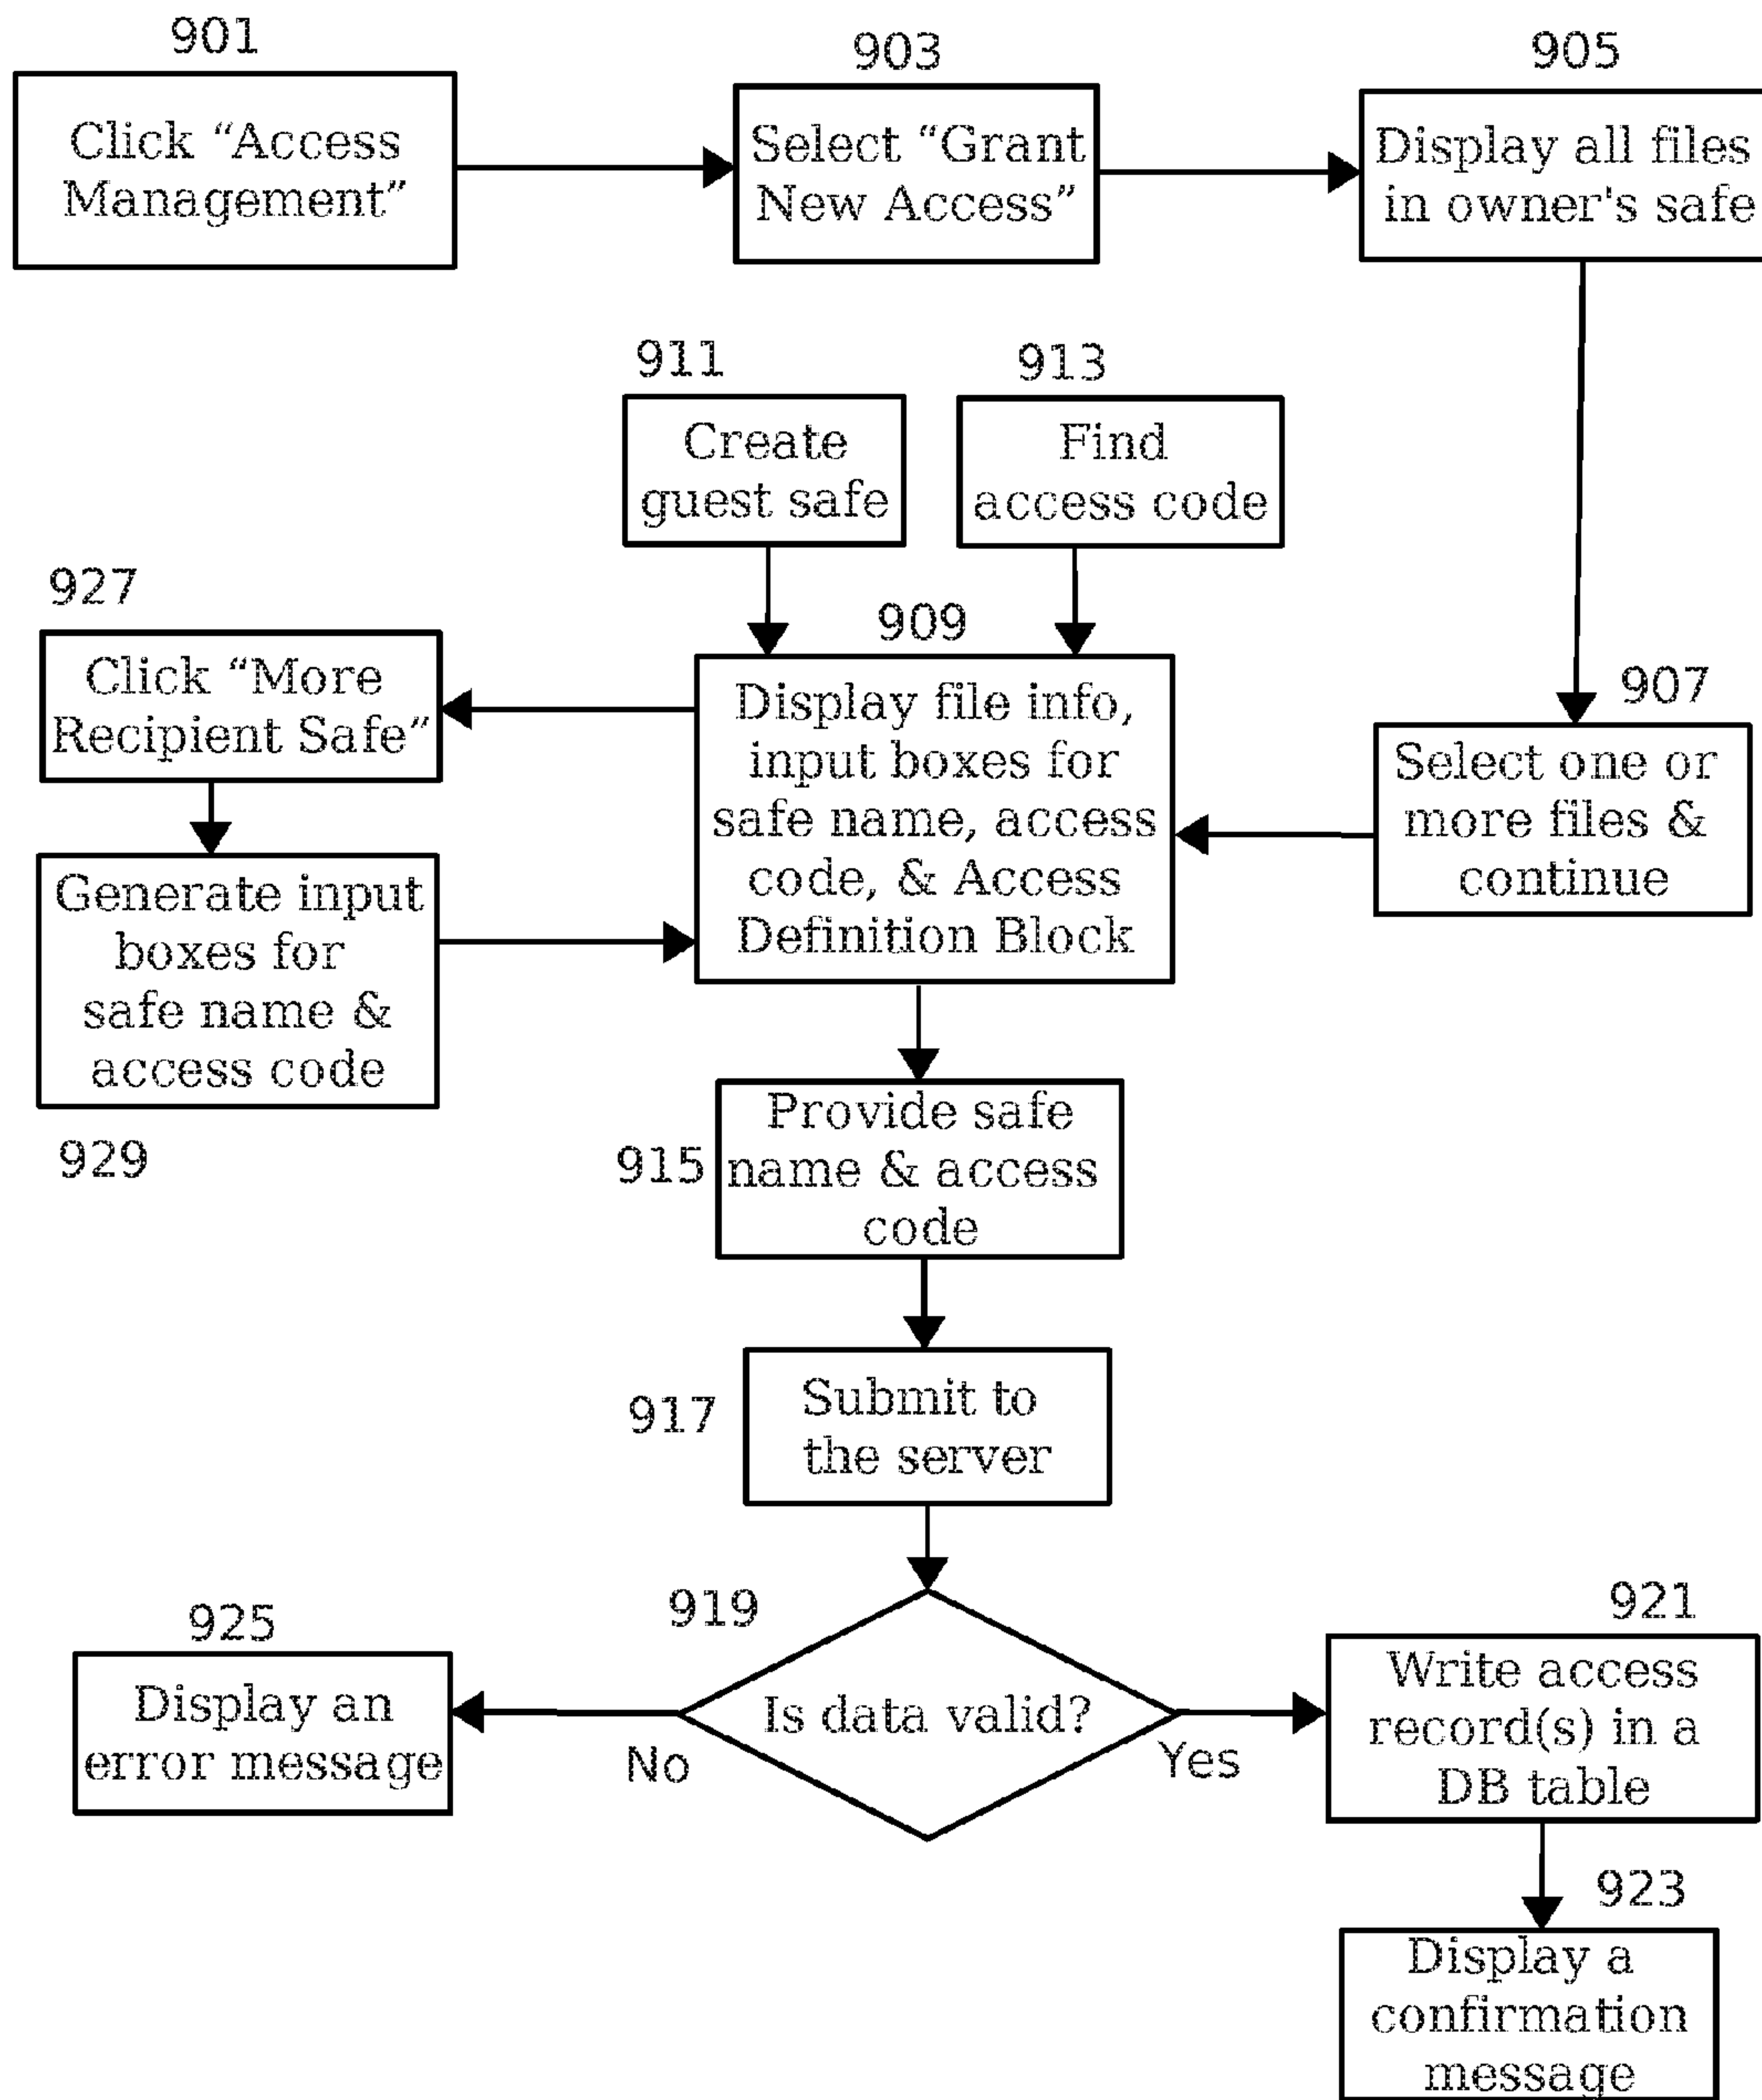 901
Click “Access
Management”
903
Select “Grant
New Access”
905
Display all files
in owner's safe
911
Create
guest safe
913
Find
access code
927
Click “More
Recipient Safe”
909
Display file info,
input boxes for
safe name, access
code, & Access
Definition Block
907
Select one or
more files &
continue
Generate input
boxes for
safe name &
access code
929
915
Provide safe
name & access
code
917
Submit to
the server
919
Is data valid?
No
Yes
925
Display an
error message
921
Write access
record(s) in a
DB table
923
Display a
confirmation
message